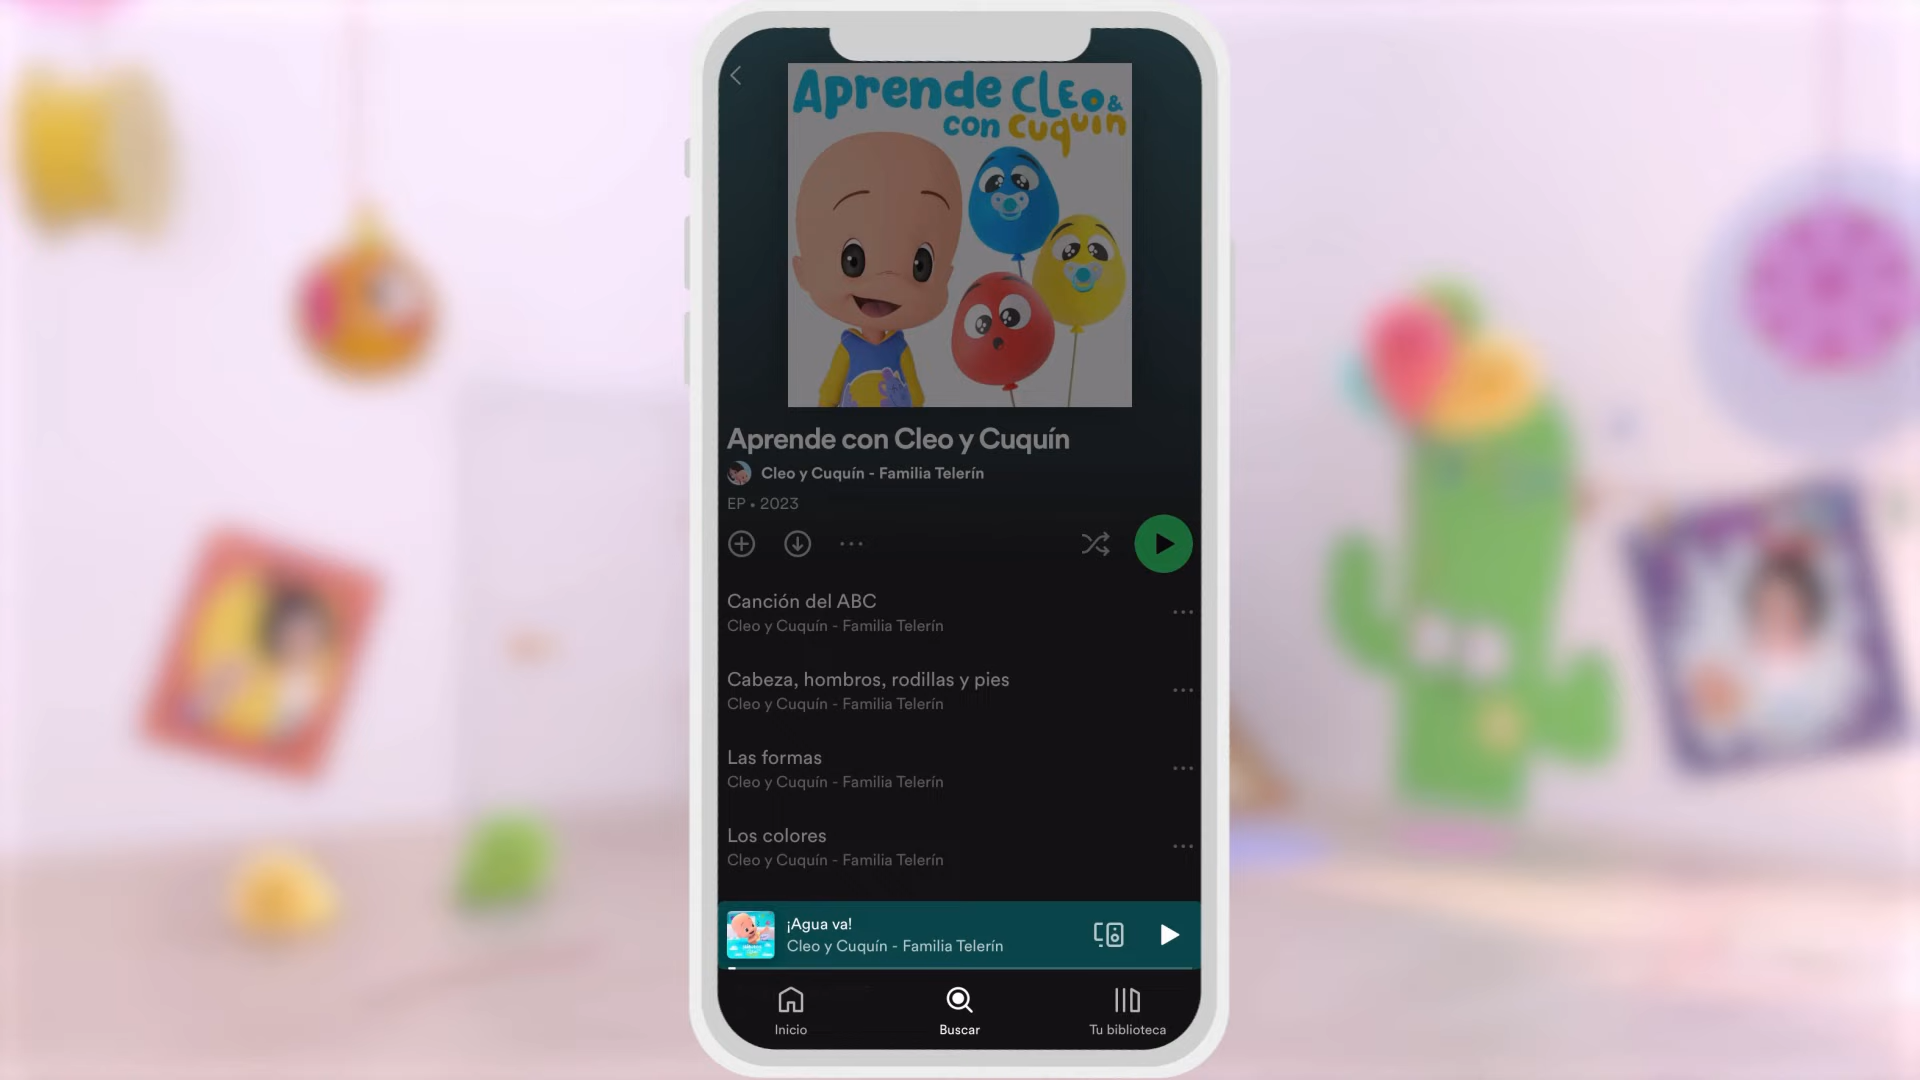 Aprende CLEO &
con Cuquin
Aprende con Cleo y Cuquín
Cleo y Cuquín - Familia Telerín
EP • 2023
Canción del ABC
Cleo y Cuquín - Familia Telerín
Cabeza, hombros, rodillas y pies
Cleo y Cuquín - Familia Telerín
Las formas
Cleo y Cuquín - Familia Telerín
Los colores
Cleo y Cuquín - Familia Telerín
¡Agua va!
Cleo y Cuquín - Familia Telerín
Inicio
Buscar
Tu biblioteca